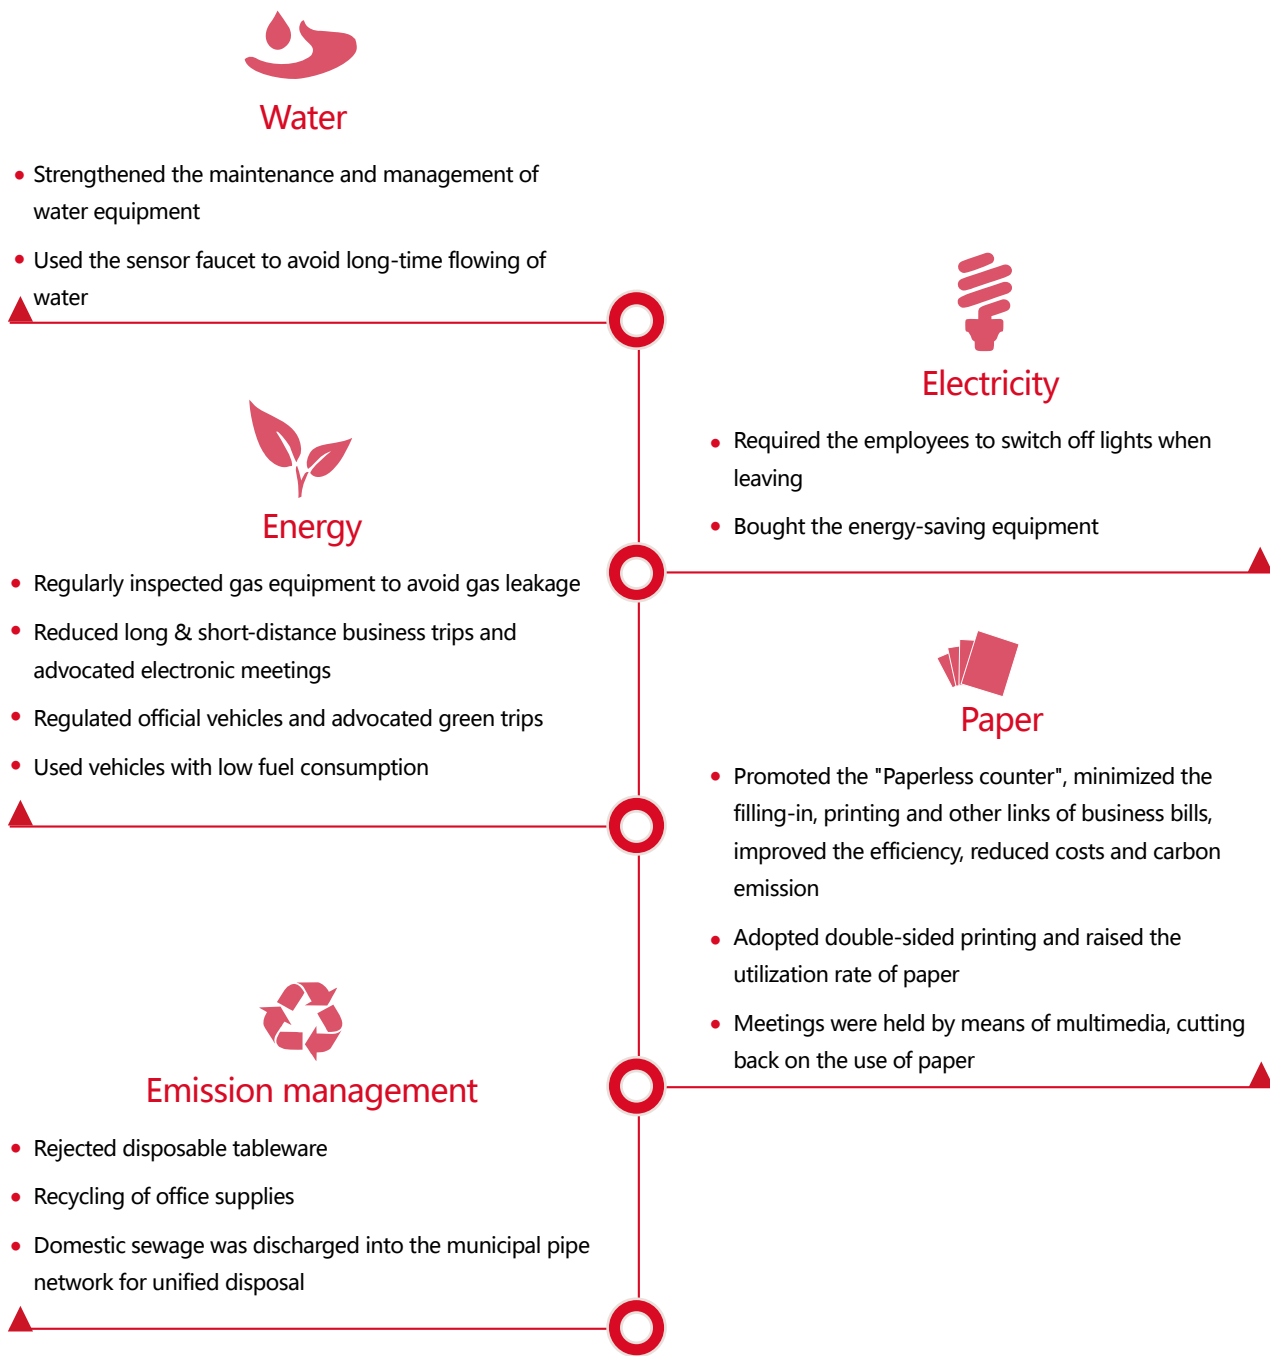 Water
Strengthened the maintenance and management of
water equipment
Used the sensor faucet to avoid long-time flowing of
water
Electricity
Required the employees to switch off lights when
leaving
Bought the energy-saving equipment
Energy
Regularly inspected gas equipment to avoid gas leakage
Reduced long & short-distance business trips and
advocated electronic meetings
Regulated official vehicles and advocated green trips
Used vehicles with low fuel consumption
Paper
Promoted the "Paperless counter", minimized the
filling-in, printing and other links of business bills,
improved the efficiency, reduced costs and carbon
emission
Adopted double-sided printing and raised the
utilization rate of paper
Meetings were held by means of multimedia, cutting
back on the use of paper
Emission management
Rejected disposable tableware
Recycling of office supplies
Domestic sewage was discharged into the municipal pipe
network for unified disposal